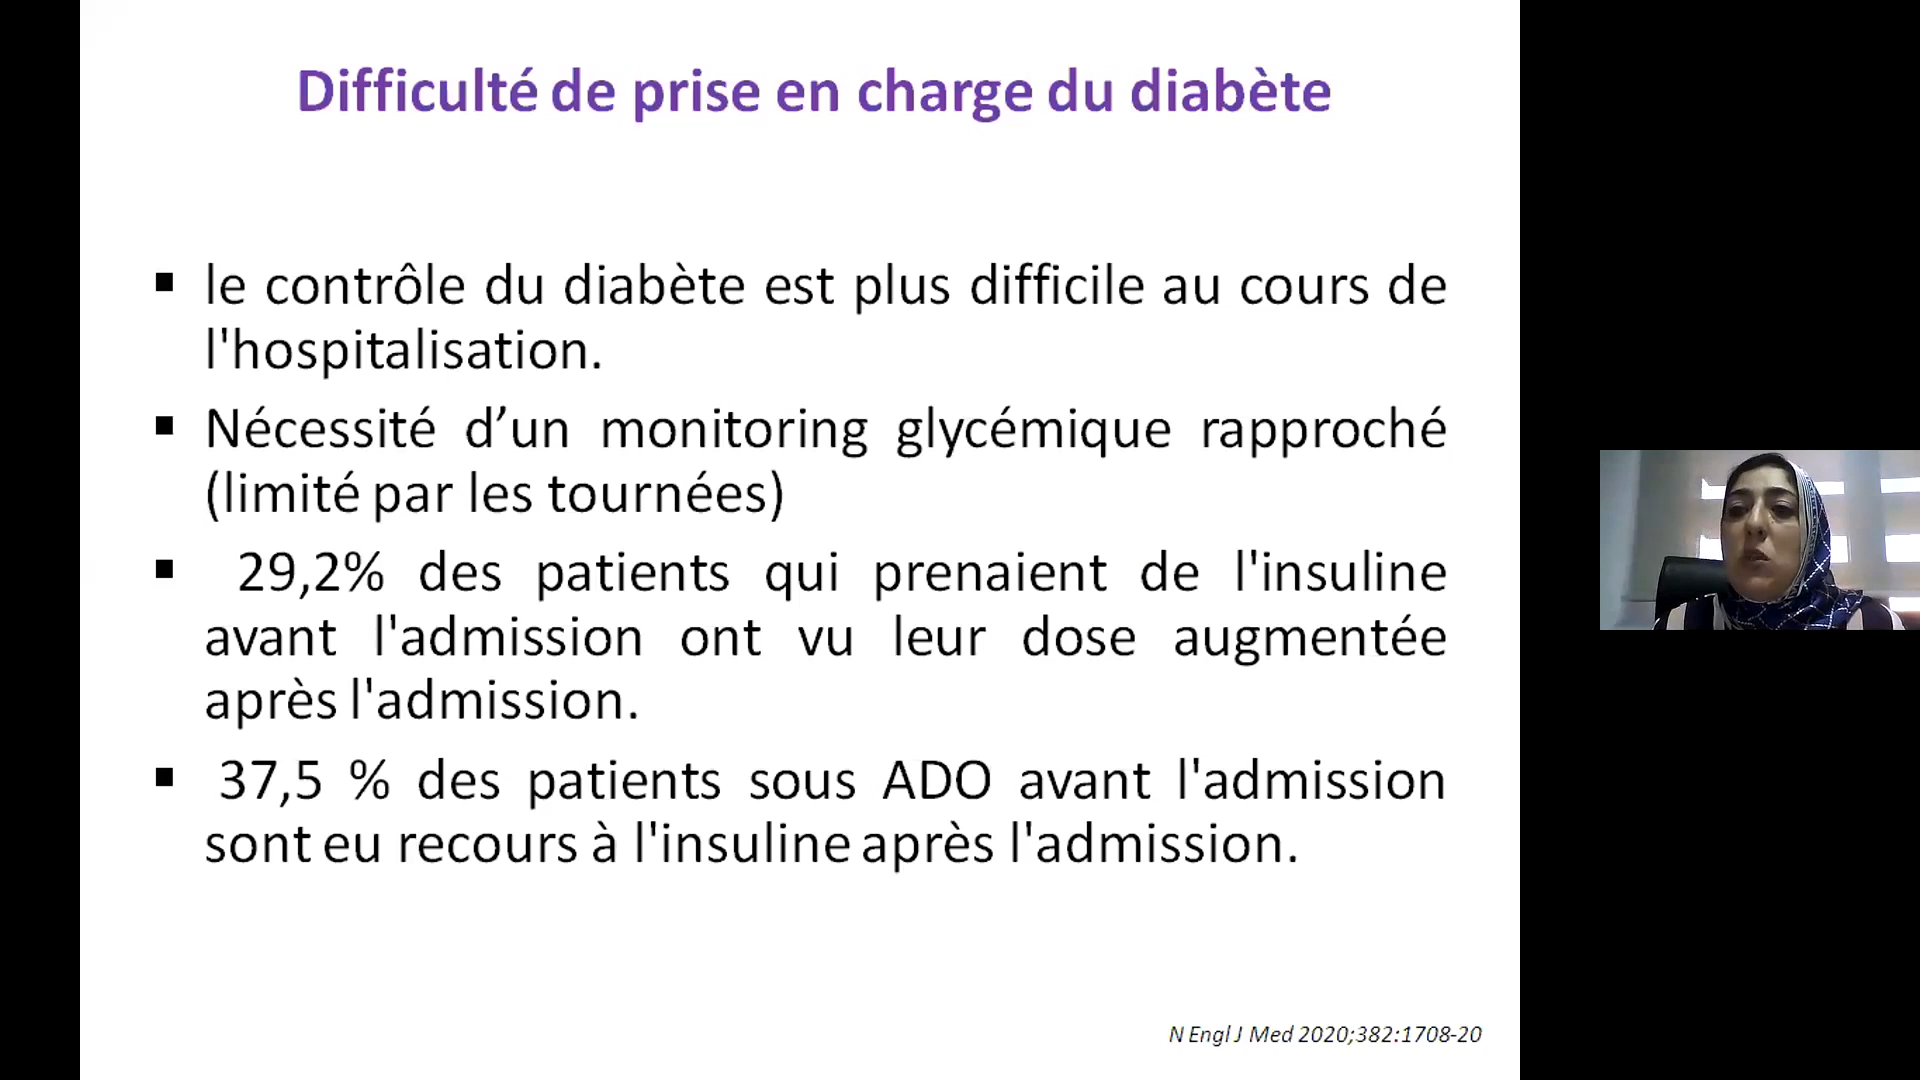 Difficulté de prise en charge du diabète
▪ le contrôle du diabète est plus difficile au cours de
l'hospitalisation.
▪ Nécessité d’un monitoring glycémique rapproché
(limité par les tournées)
▪ 29,2% des patients qui prenaient de l'insuline
avant l'admission ont vu leur dose augmentée
après l'admission.
▪ 37,5 % des patients sous ADO avant l'admission
sont eu recours à l'insuline après l'admission.
N Engl J Med 2020;382:1708-20